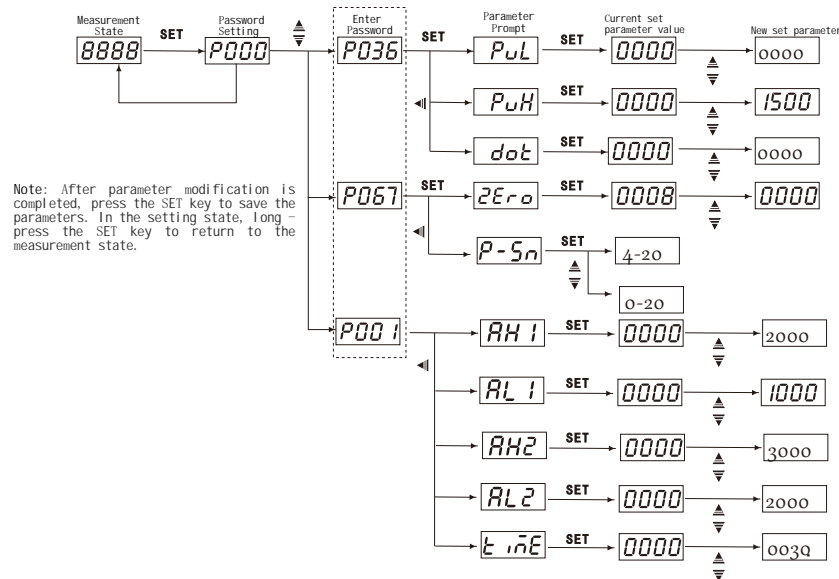 Measurement State
Password Setting
Enter Password
Parameter Prompt
Current set parameter value
New set parameter
8888 SET P000 P036 SET PuL SET 0000 0000
PuH SET 0000 1500
dot SET 0000 0000
P067 SET ZEro SET 0008 0000
P-Sn SET 4-20
0-20
Note: After parameter modification is
completed, press the SET key to save the
parameters. In the setting state, long –
press the SET key to return to the
measurement state.
P001 AH1 SET 0000 2000
AL1 SET 0000 1000
AH2 SET 0000 3000
AL2 SET 0000 2000
timE SET 0000 0030